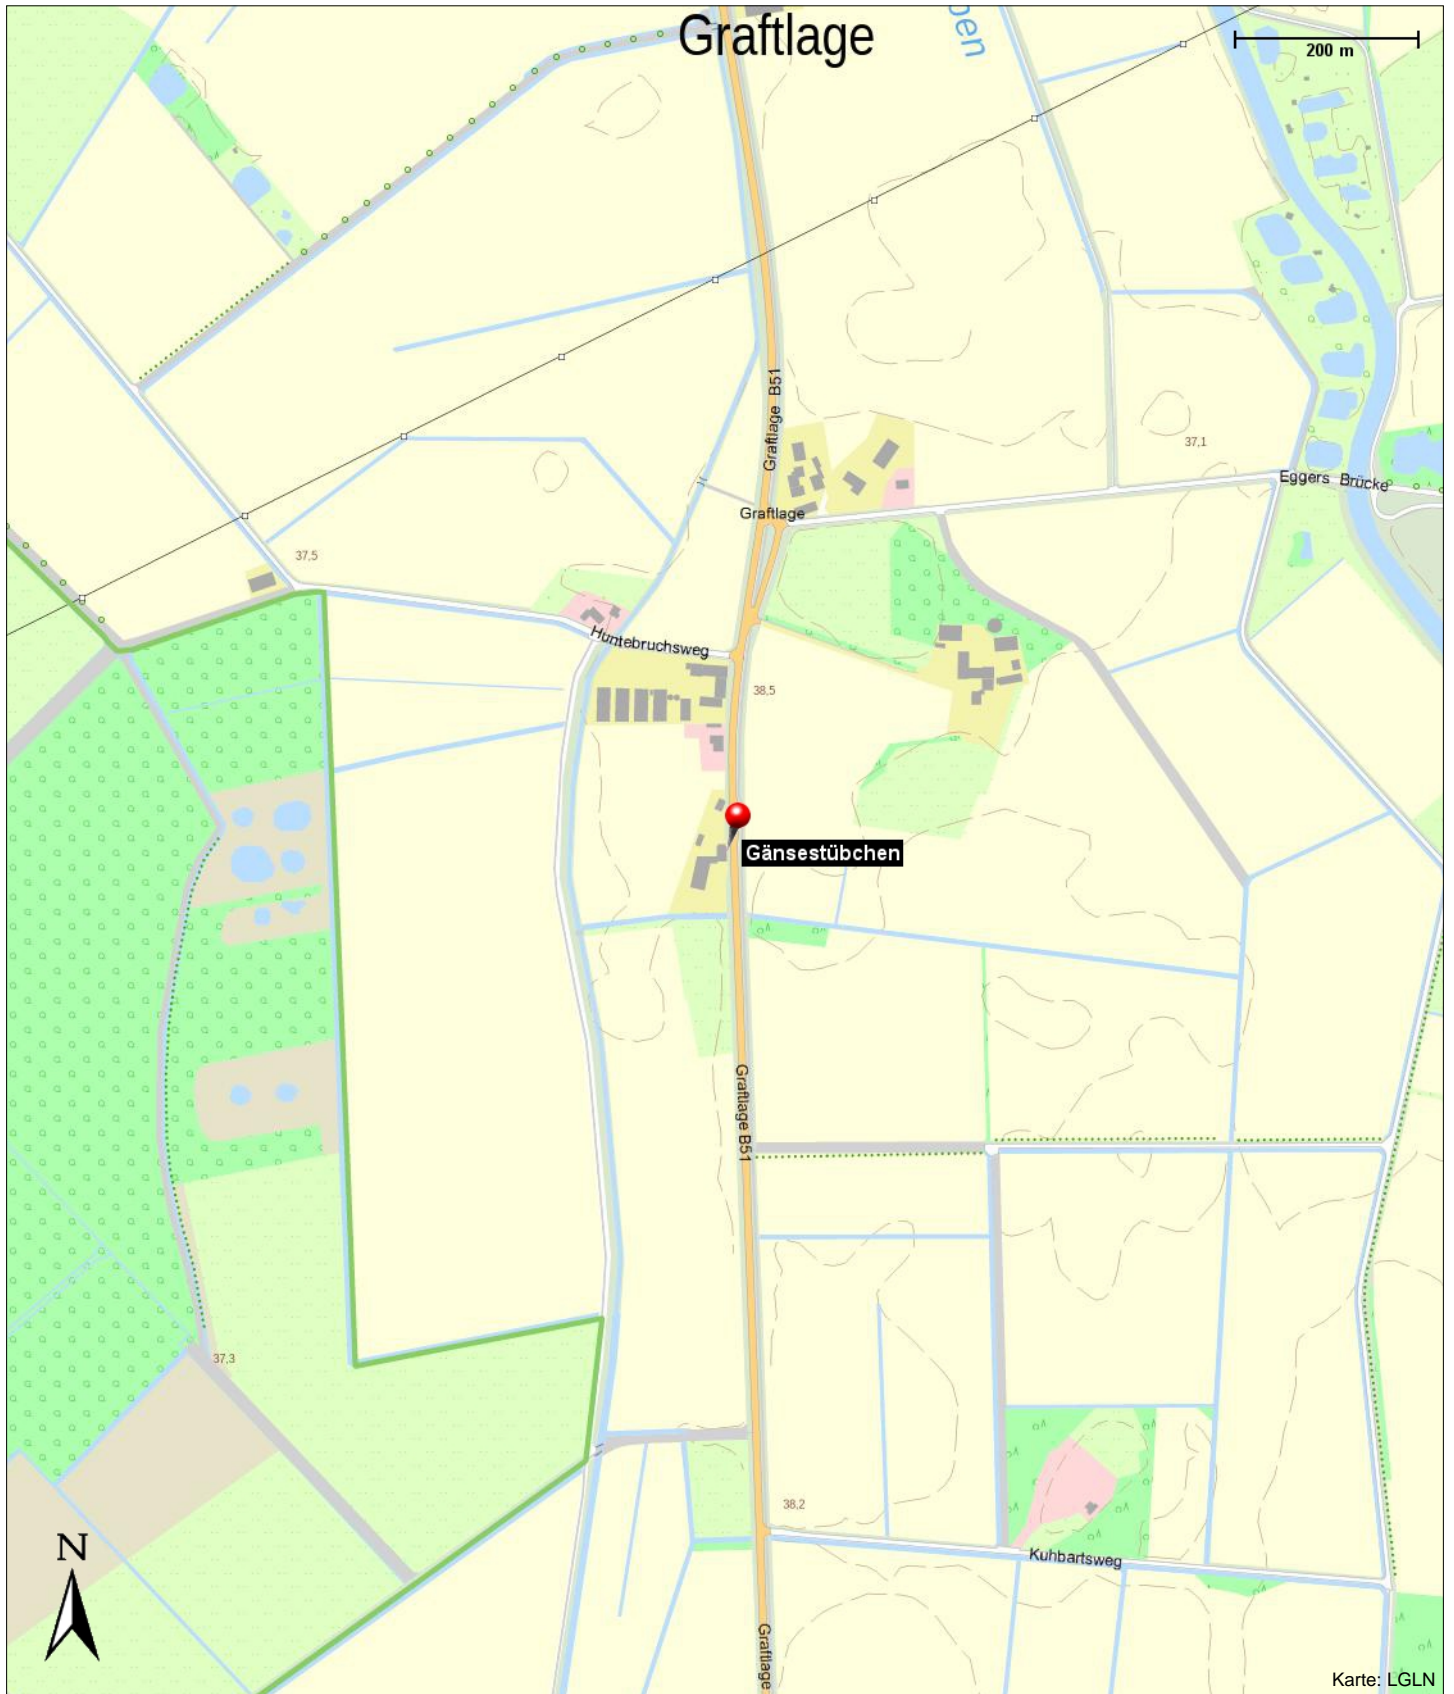 Graftlage
ben
200 m
Graftlage B51
37,1
Eggers Brücke
Graftlage
37,5
Huntebruchsweg
38,5
Gänsestübchen
Graftlage B51
37,3
38,2
N
Kuhbartsweg
Graftlage
Karte: LGLN